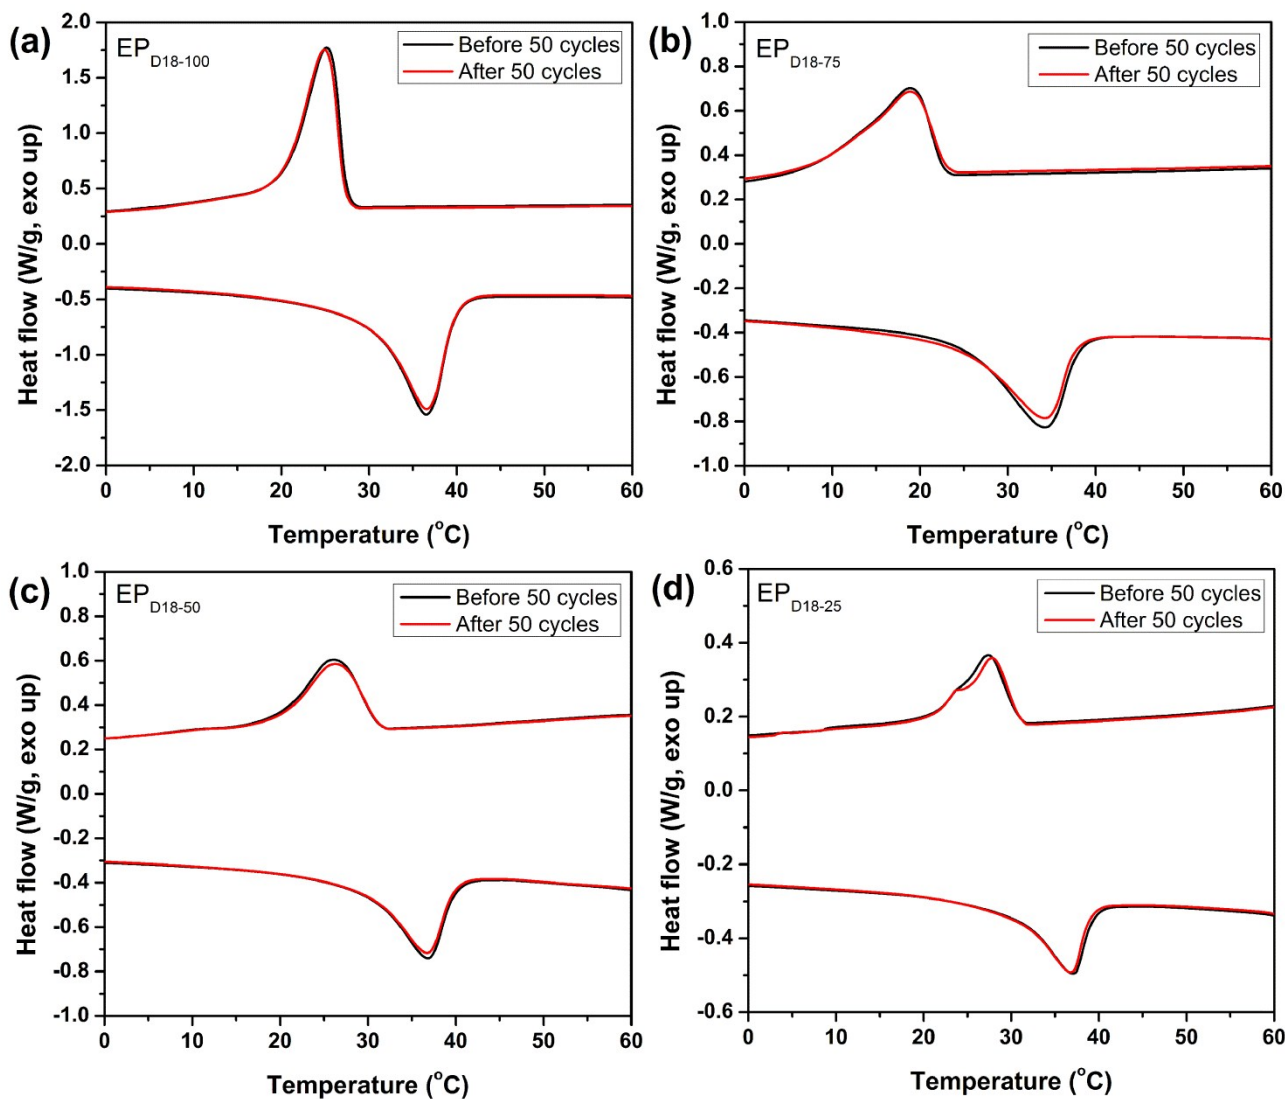 (a)
EP D18-100
Before 50 cycles
After 50 cycles
2.0
1.5
1.0
0.5
0.0
-0.5
-1.0
-1.5
-2.0
Heat flow (W/g, exo up)
0 10 20 30 40 50 60
Temperature (°C)
(b)
EP D18-75
Before 50 cycles
After 50 cycles
1.0
0.8
0.6
0.4
0.2
0.0
-0.2
-0.4
-0.6
-0.8
-1.0
Heat flow (W/g, exo up)
0 10 20 30 40 50 60
Temperature (°C)
(c)
EP D18-50
Before 50 cycles
After 50 cycles
1.0
0.8
0.6
0.4
0.2
0.0
-0.2
-0.4
-0.6
-0.8
-1.0
Heat flow (W/g, exo up)
0 10 20 30 40 50 60
Temperature (°C)
(d)
EP D18-25
Before 50 cycles
After 50 cycles
0.6
0.4
0.2
0.0
-0.2
-0.4
-0.6
Heat flow (W/g, exo up)
0 10 20 30 40 50 60
Temperature (°C)